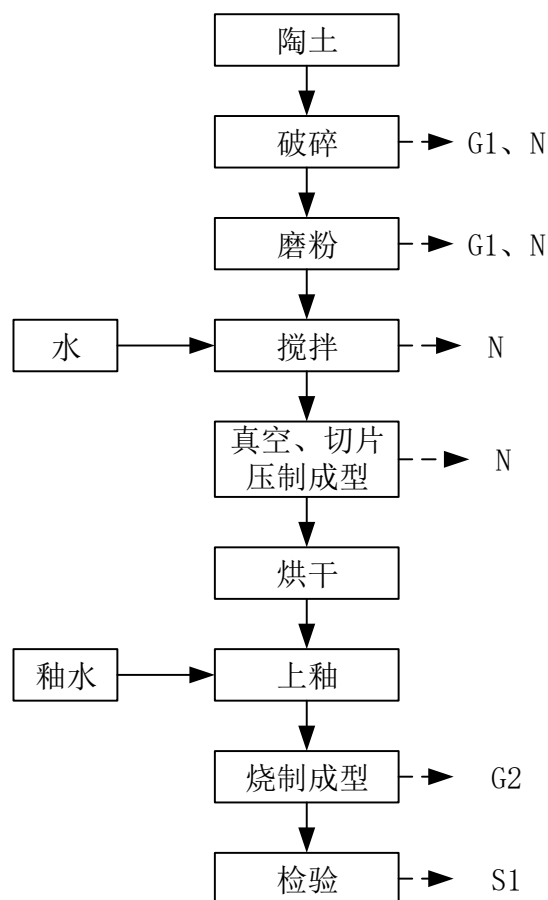 陶土
破碎
G1、N
磨粉
G1、N
水
搅拌
N
真空、切片
压制成型
N
烘干
釉水
上釉
烧制成型
G2
检验
S1